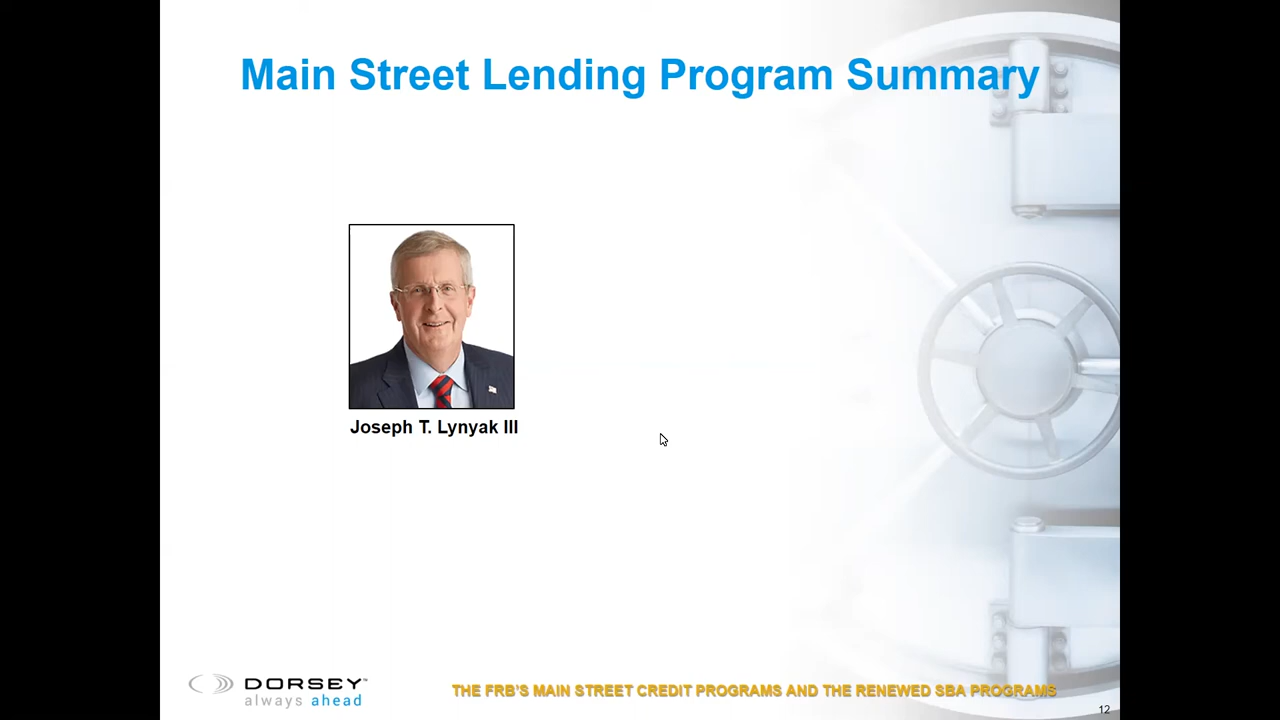 Main Street Lending Program Summary
Joseph T. Lynyak III
DORSEY™
always ahead
THE FRB'S MAIN STREET CREDIT PROGRAMS AND THE RENEWED SBA PROGRAMS
12